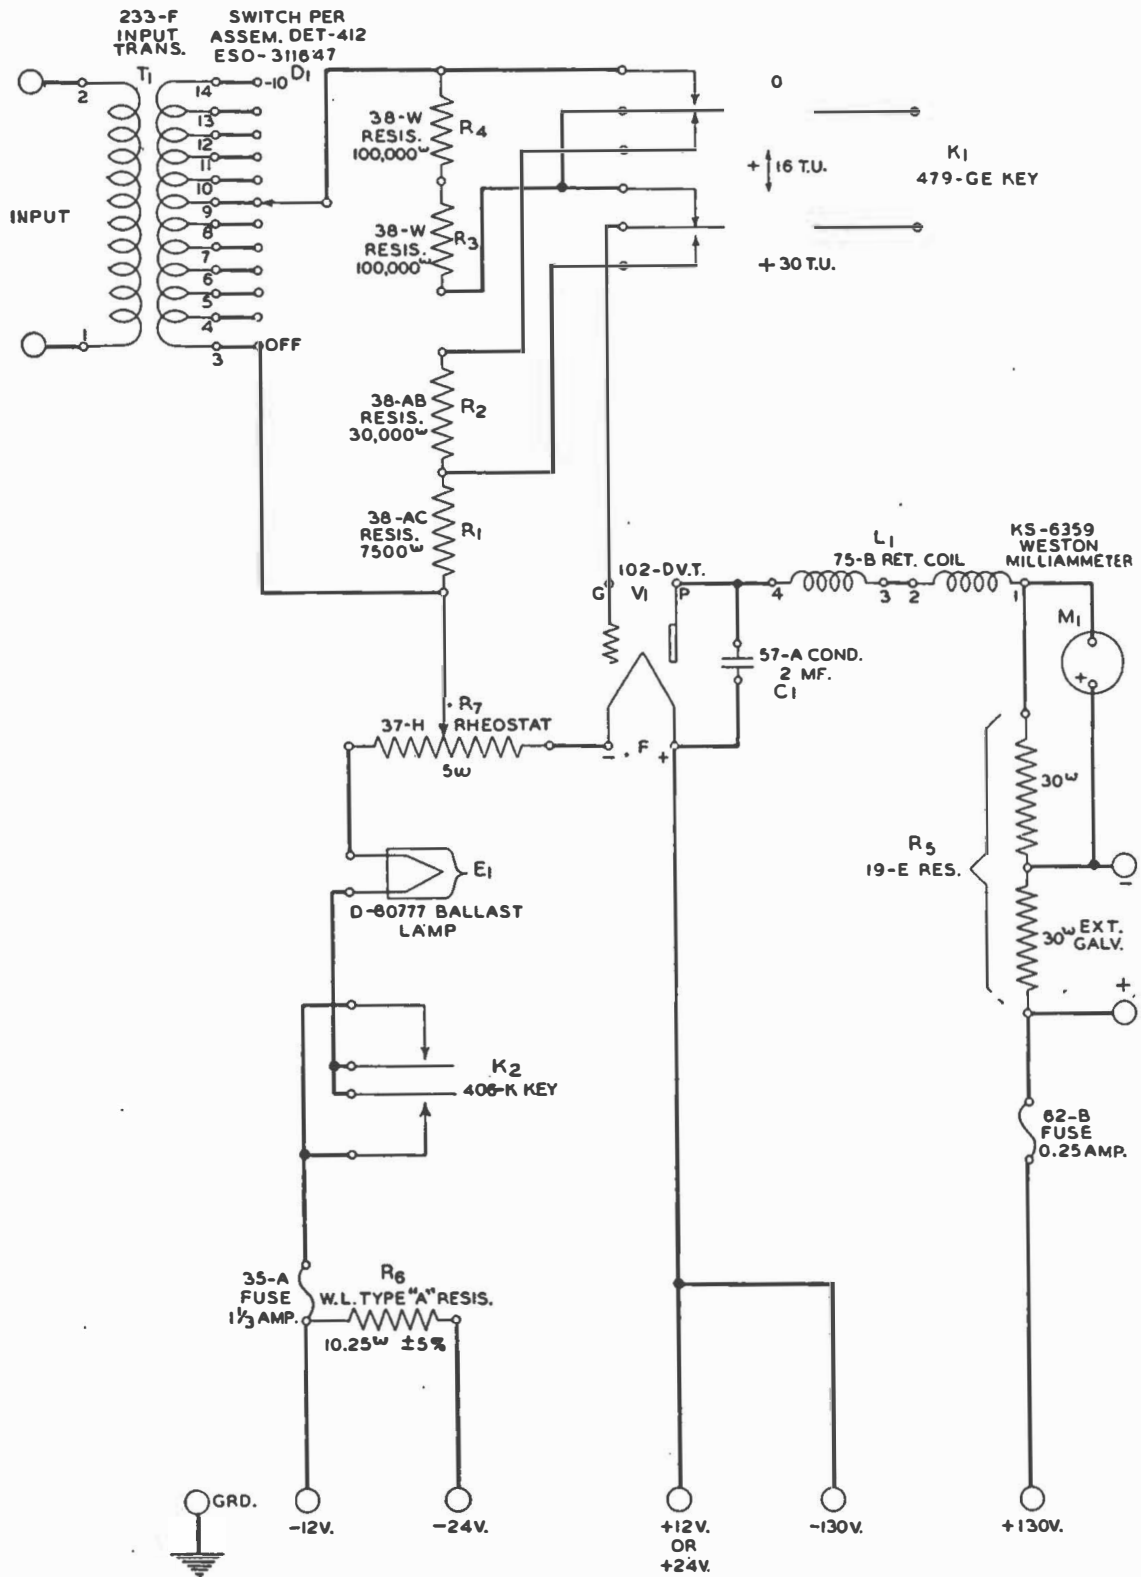 233-F
INPUT
TRANS.
T1
SWITCH PER
ASSEM. DET-412
ESO-311647
D1
2
14
-10
13
12
11
10
9
8
7
6
5
4
3
OFF
1
INPUT
38-W
RESIS.
100,000ω
R4
38-W
RESIS.
100,000ω
R3
0
+ 16 T.U.
+ 30 T.U.
K1
479-GE KEY
38-AB
RESIS.
30,000ω
R2
38-AC
RESIS.
7500ω
R1
102-D V.T.
G V1 P
L1
75-B RET. COIL
4 3 2 1
KS-6359
WESTON
MILLIAMMETER
M1
+
57-A COND.
2 MF.
C1
R7
37-H RHEOSTAT
5ω
- F +
30ω
R5
19-E RES.
-
30ω EXT.
GALV.
+
E1
D-80777 BALLAST
LAMP
K2
406-K KEY
62-B
FUSE
0.25 AMP.
35-A
FUSE
1 1/3 AMP.
R6
W.L. TYPE "A" RESIS.
10.25ω ±5%
GRD.
-12V.
-24V.
+12V.
OR
+24V.
-130V.
+130V.